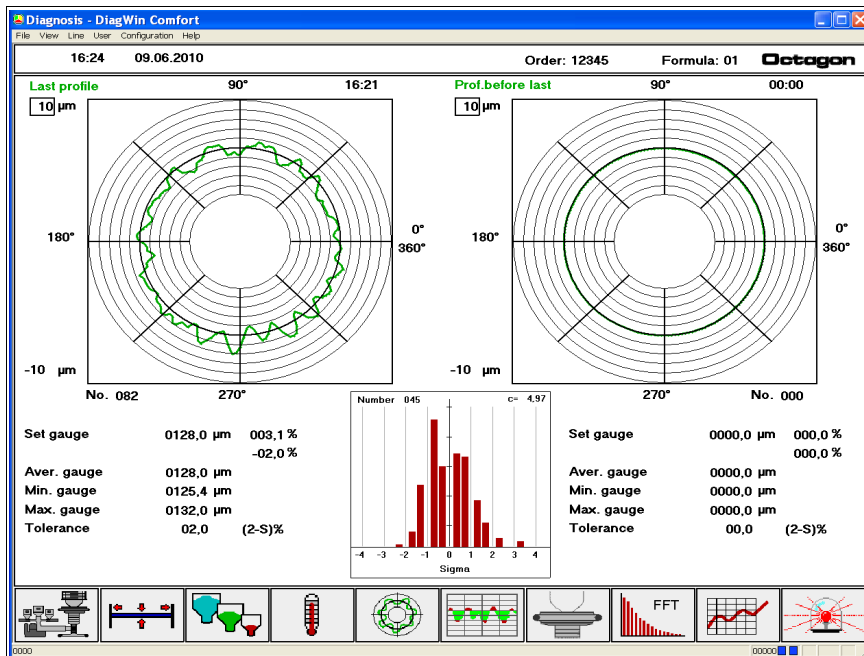 Diagnosis - DiagWin Comfort
File View Line User Configuration Help
16:24 09.06.2010 Order: 12345 Formula: 01 Octagon
Last profile 90° 16:21 Prof.before last 90° 00:00
10 µm 10 µm
180° 0° 180° 0°
360° 360°
-10 µm -10 µm
No. 082 270° 270° No. 000
Number 045 c= 4,97
Set gauge 0128,0 µm 003,1 % Set gauge 0000,0 µm 000,0 %
-02,0 % 000,0 %
Aver. gauge 0128,0 µm Aver. gauge 0000,0 µm
Min. gauge 0125,4 µm Min. gauge 0000,0 µm
Max. gauge 0132,0 µm Max. gauge 0000,0 µm
Tolerance 02,0 (2-S)% Tolerance 00,0 (2-S)%
-4 -3 -2 -1 0 1 2 3 4
Sigma
FFT
0000 00000